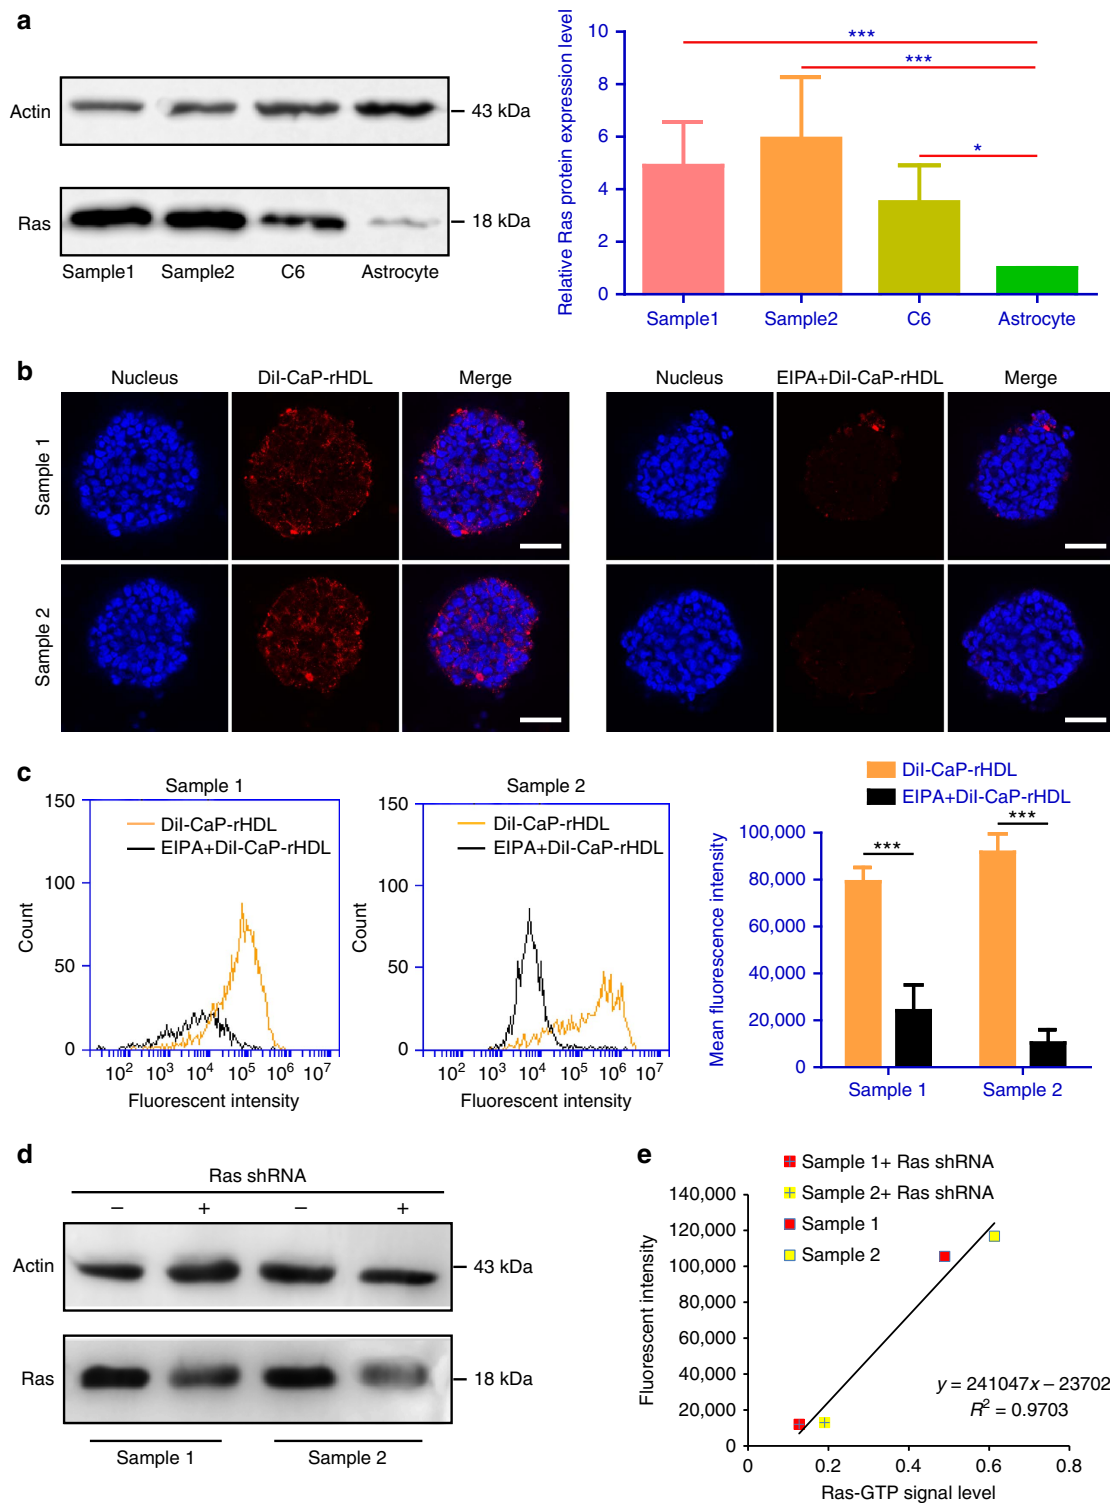 a
Actin
43 kDa
Ras
18 kDa
Sample1 Sample2 C6 Astrocyte
Relative Ras protein expression level
10
8
6
4
2
0
***
***
*
Sample1 Sample2 C6 Astrocyte
b
Nucleus DiI-CaP-rHDL Merge
Nucleus EIPA+DiI-CaP-rHDL Merge
Sample 1
Sample 2
c
Sample 1
150
100
50
0
Count
DiI-CaP-rHDL
EIPA+DiI-CaP-rHDL
10² 10³ 10⁴ 10⁵ 10⁶ 10⁷
Fluorescent intensity
Sample 2
150
100
50
0
Count
DiI-CaP-rHDL
EIPA+DiI-CaP-rHDL
10² 10³ 10⁴ 10⁵ 10⁶ 10⁷
Fluorescent intensity
DiI-CaP-rHDL
EIPA+DiI-CaP-rHDL
Mean fluorescence intensity
100,000
80,000
60,000
40,000
20,000
0
***
***
Sample 1 Sample 2
d
Ras shRNA
– + – +
Actin
43 kDa
Ras
18 kDa
Sample 1 Sample 2
e
Sample 1+ Ras shRNA
Sample 2+ Ras shRNA
Sample 1
Sample 2
Fluorescent intensity
140,000
120,000
100,000
80,000
60,000
40,000
20,000
0
y = 241047x – 23702
R² = 0.9703
0 0.2 0.4 0.6 0.8
Ras-GTP signal level